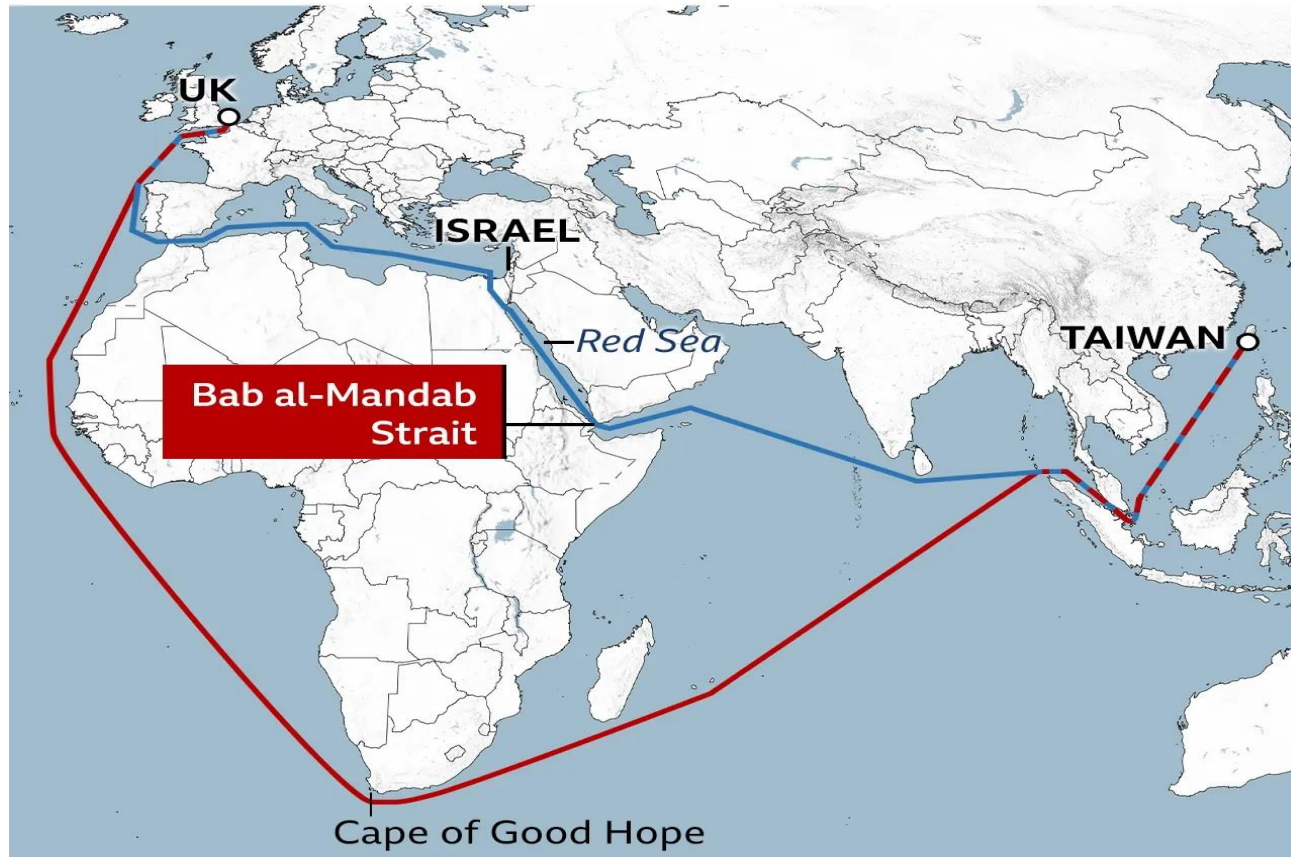 UK
ISRAEL
Red Sea
TAIWAN
Bab al-Mandab
Strait
Cape of Good Hope